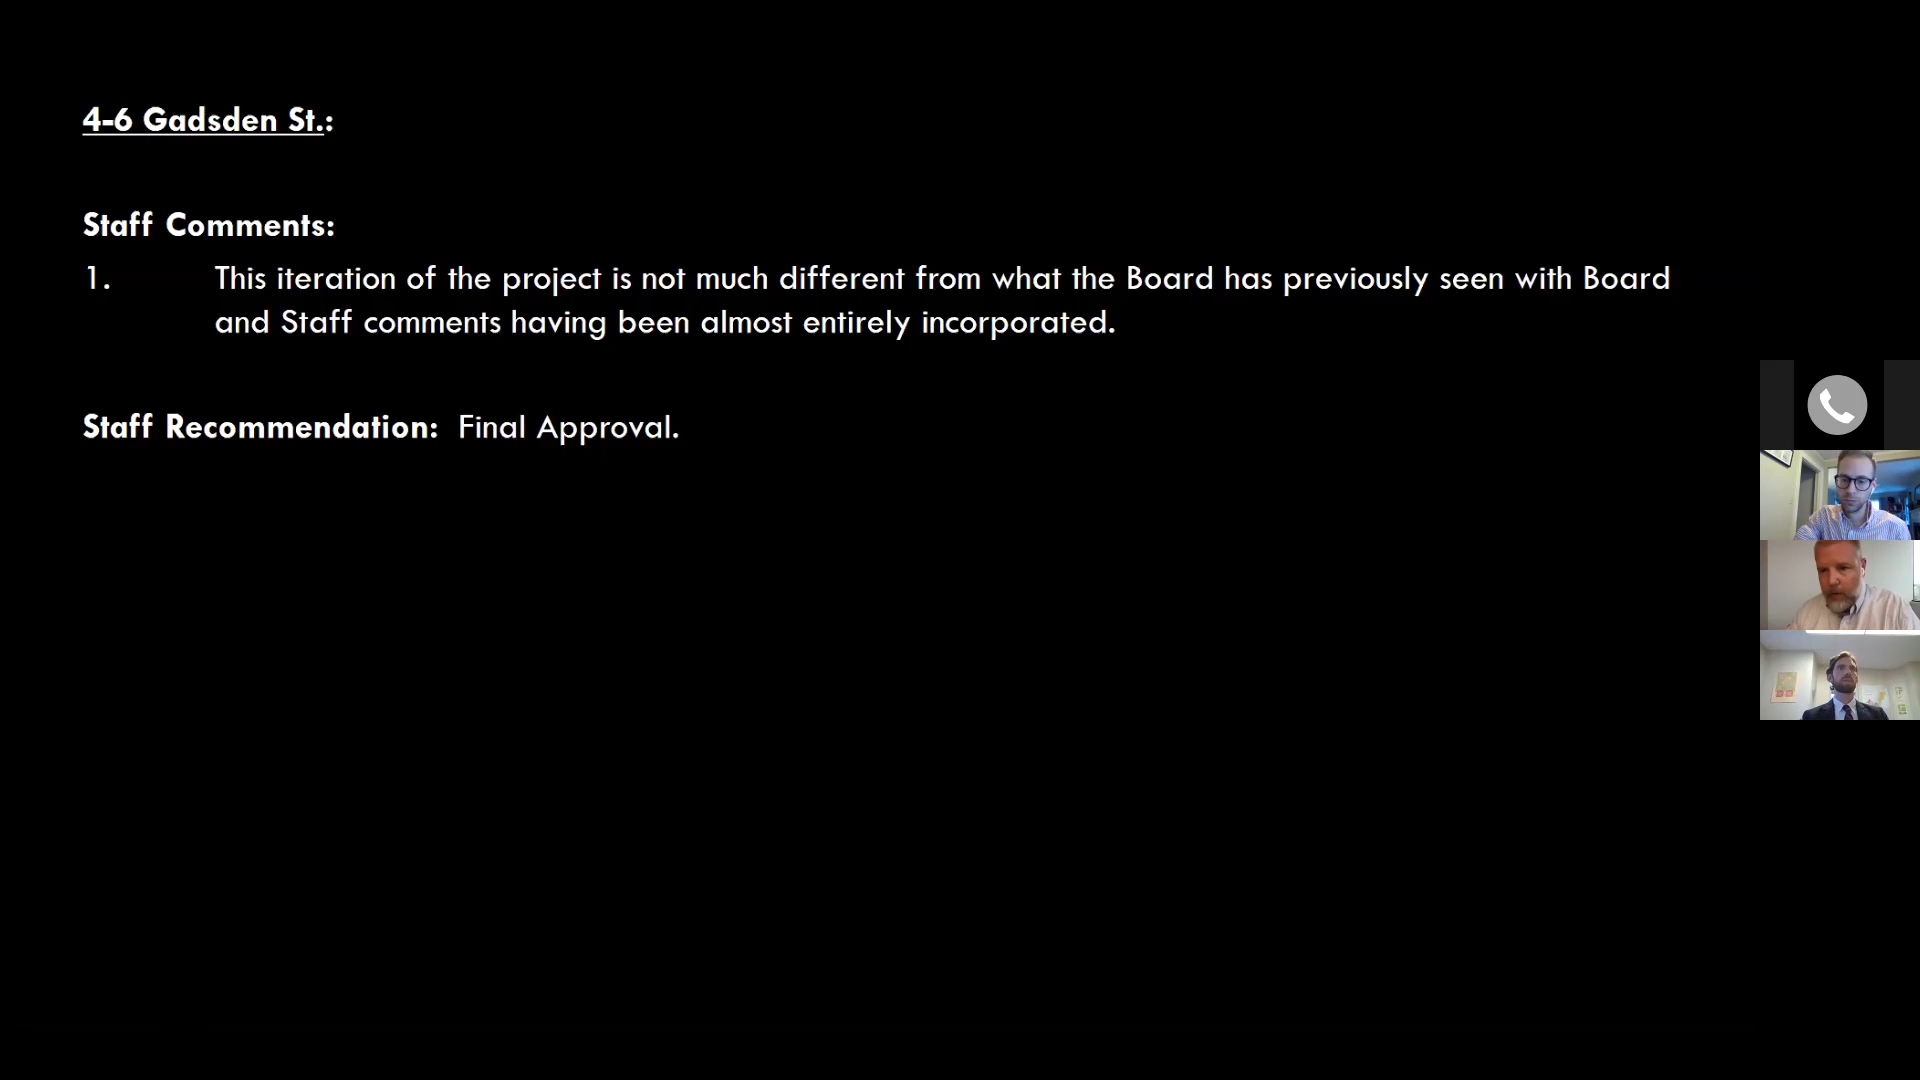 4-6 Gadsden St.:
Staff Comments:
1. This iteration of the project is not much different from what the Board has previously seen with Board
and Staff comments having been almost entirely incorporated.
Staff Recommendation: Final Approval.